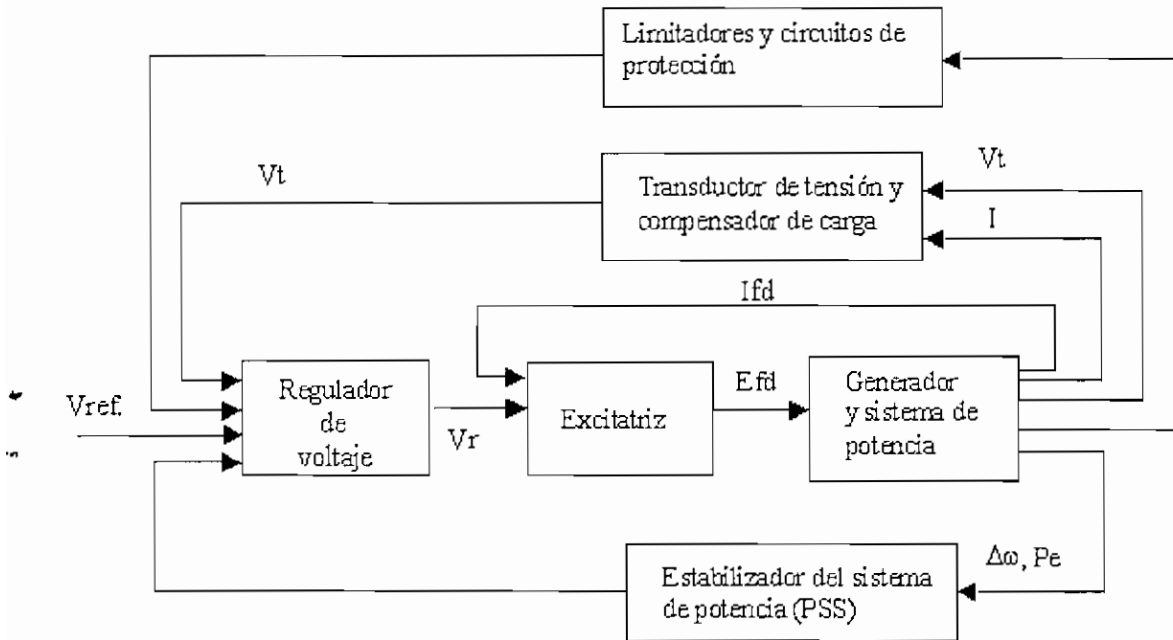 Limitadores y circuitos de
protección
Vt
Transductor de tensión y
compensador de carga
Vt
I
Ifd
Vref.
Regulador
de
voltaje
Vr
Excitatriz
Efd
Generador
y sistema de
potencia
Δω, Pe
Estabilizador del sistema
de potencia (PSS)